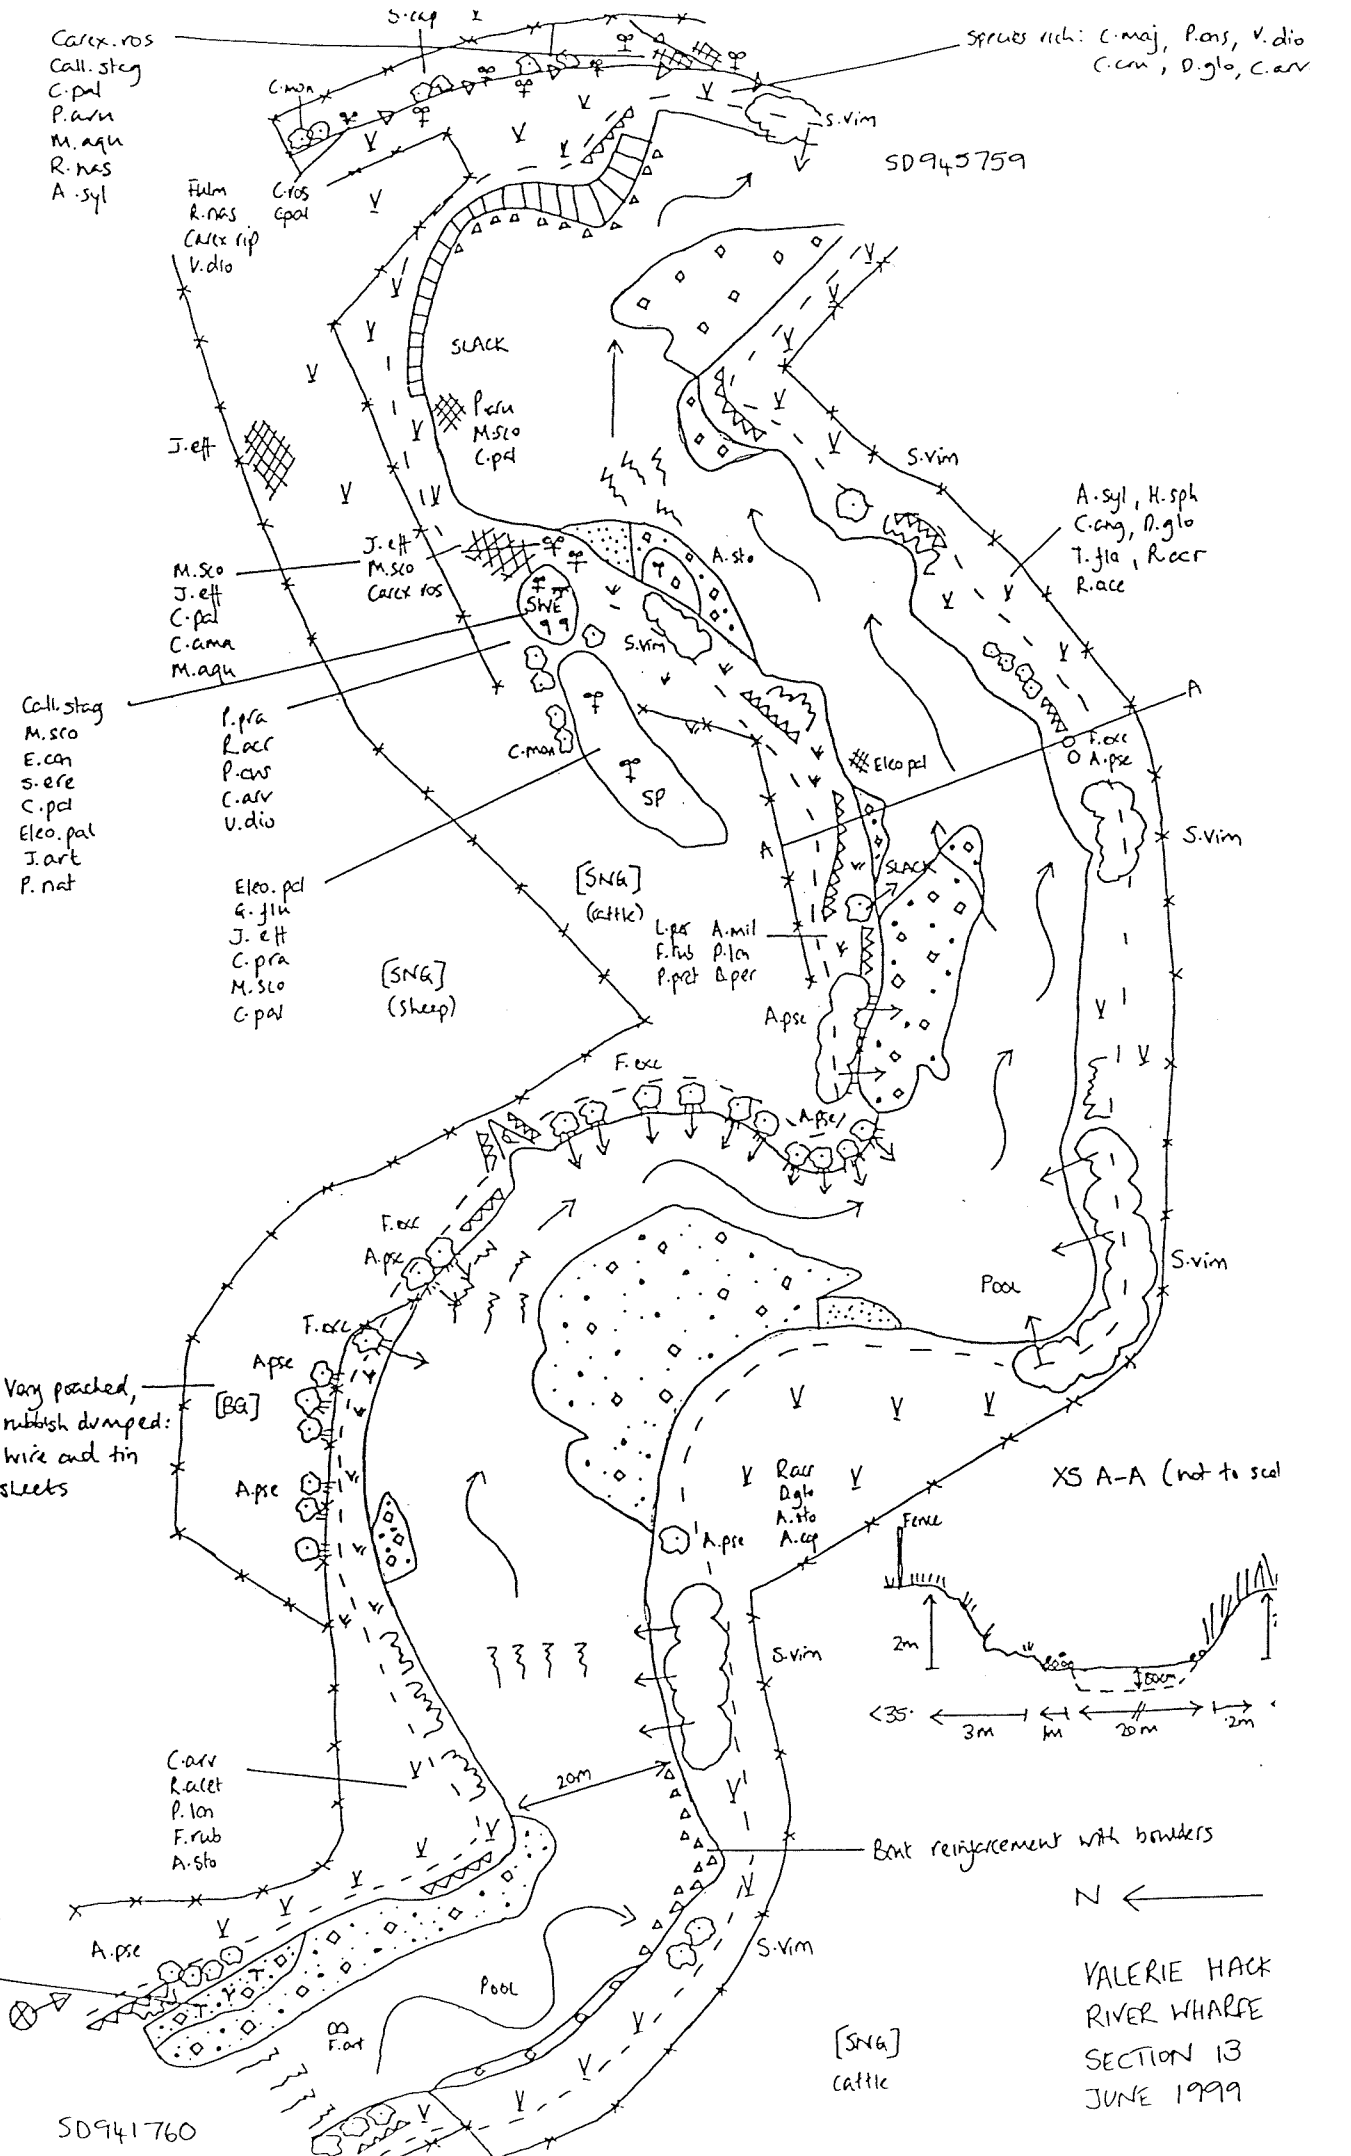 S.cap
Carex.ros
Call.stag
C.pal
P.aru
M.aqu
R.nas
A.syl
C.mon
Species rich: C.maj, P.ans, V.dio
D.glo, C.arv
S.vim
SD945759
R.nas
Carex rip
V.dio
C.ros
C.pal
SLACK
P.aru
M.sco
C.pal
J.eff
S.vim
A.syl, H.sph
C.ang, D.glo
T.fla, R.acr
R.ace
J.eff
M.sco
Carex ros
A.sto
M.sco
J.eff
C.pal
C.ama
M.aqu
SWE
S.vim
Call.stag
M.sco
E.can
S.ere
C.pal
Eleo.pal
J.art
P.nat
P.pra
R.acr
P.ans
C.arv
V.dio
C.mon
SP
Eleo pal
A
F.exc
A.pse
S.vim
A
SLACK
Eleo.pal
G.flu
J.eff
C.pra
M.sco
C.pal
[SNG]
(cattle)
[SNG]
(sheep)
L.per A.mil
F.rub P.lan
P.prat B.per
A.pse
F.exc
A.pse
F.exc
A.pse
POOL
S.vim
F.exc
A.pse
Very poached,
rubbish dumped:
wire and tin
sheets
[BG]
A.pse
R.acr
D.glo
A.sto
A.cap
A.pse
XS A-A (not to scal
Fence
2m
50cm
<35°
3m
1m
20m
2m
S.vim
C.arv
R.acet
P.lan
F.rub
A.sto
20m
Bank reinforcement with boulders
N
A.pse
S.vim
POOL
F.ant
[SNG]
cattle
VALERIE HACK
RIVER WHARFE
SECTION 13
JUNE 1999
SD941760